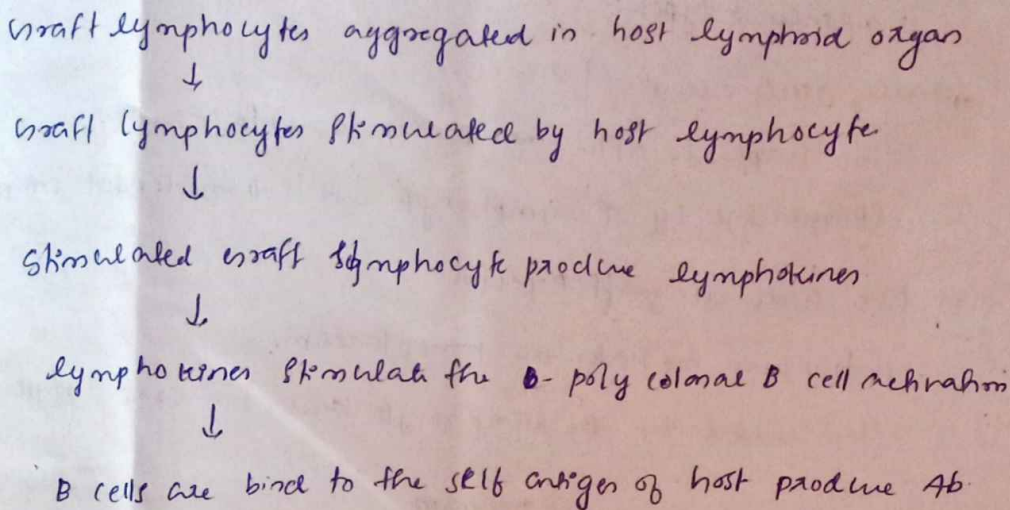 Graft lymphocytes aggregated in host lymphoid organ
↓
Graft lymphocytes stimulated by host lymphocyte
↓
Stimulated graft lymphocyte produce lymphokines
↓
lymphokines stimulate the B- poly colonal B cell activation
↓
B cells are bind to the self antigen of host produce Ab